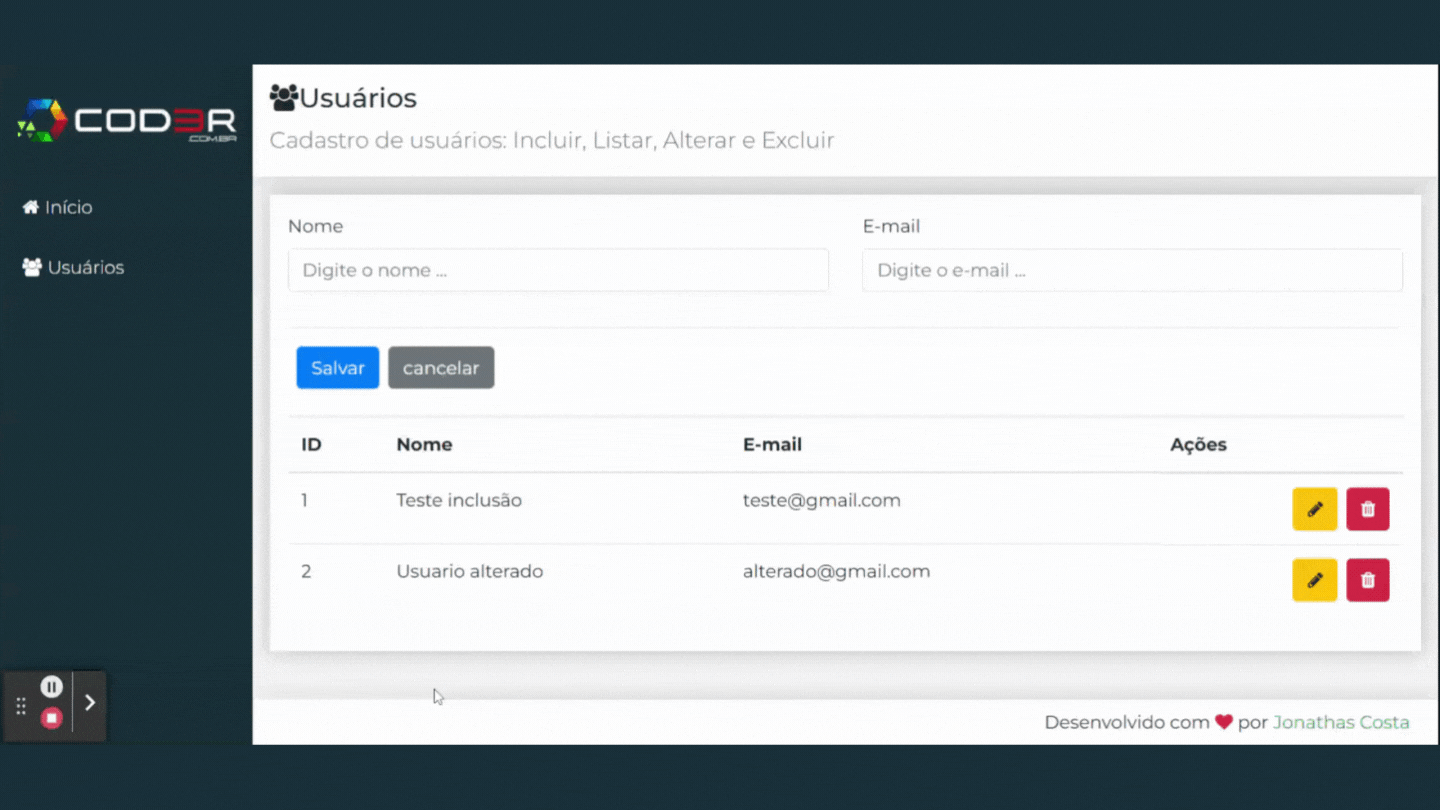 COD3R
.COM.BR
Início
Usuários
Usuários
Cadastro de usuários: Incluir, Listar, Alterar e Excluir
Nome
E-mail
Digite o nome ...
Digite o e-mail ...
Salvar cancelar
ID Nome E-mail Ações
1 Teste inclusão teste@gmail.com
2 Usuario alterado alterado@gmail.com
Desenvolvido com por Jonathas Costa